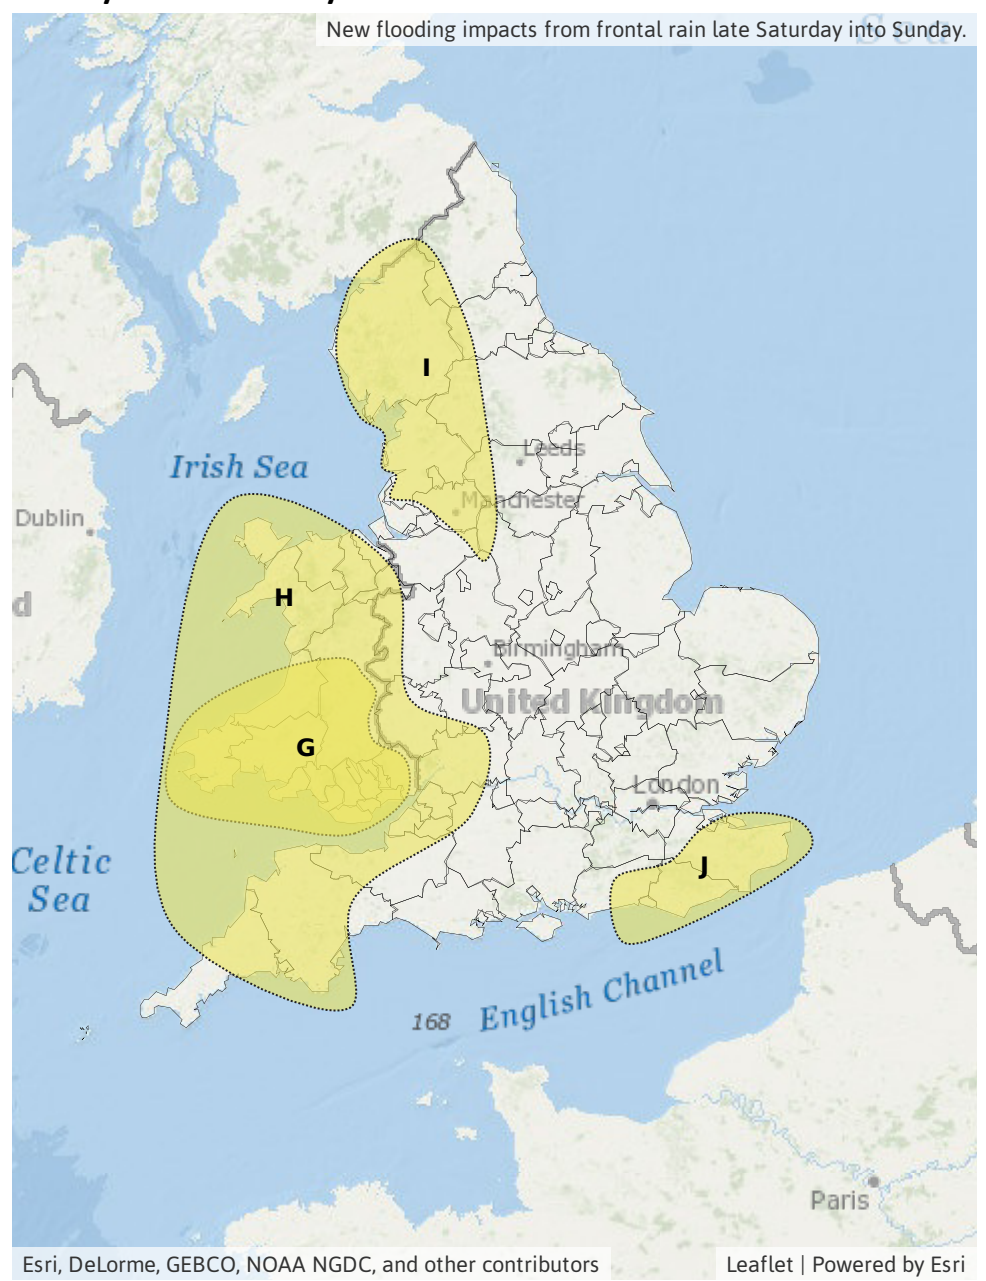 New flooding impacts from frontal rain late Saturday into Sunday.
Sea
I
Leeds
Irish Sea
Manchester
Dublin
d
H
Birmingham
United Kingdom
G
London
Celtic
Sea
J
English Channel
168
Paris
Esri, DeLorme, GEBCO, NOAA NGDC, and other contributors
Leaflet | Powered by Esri